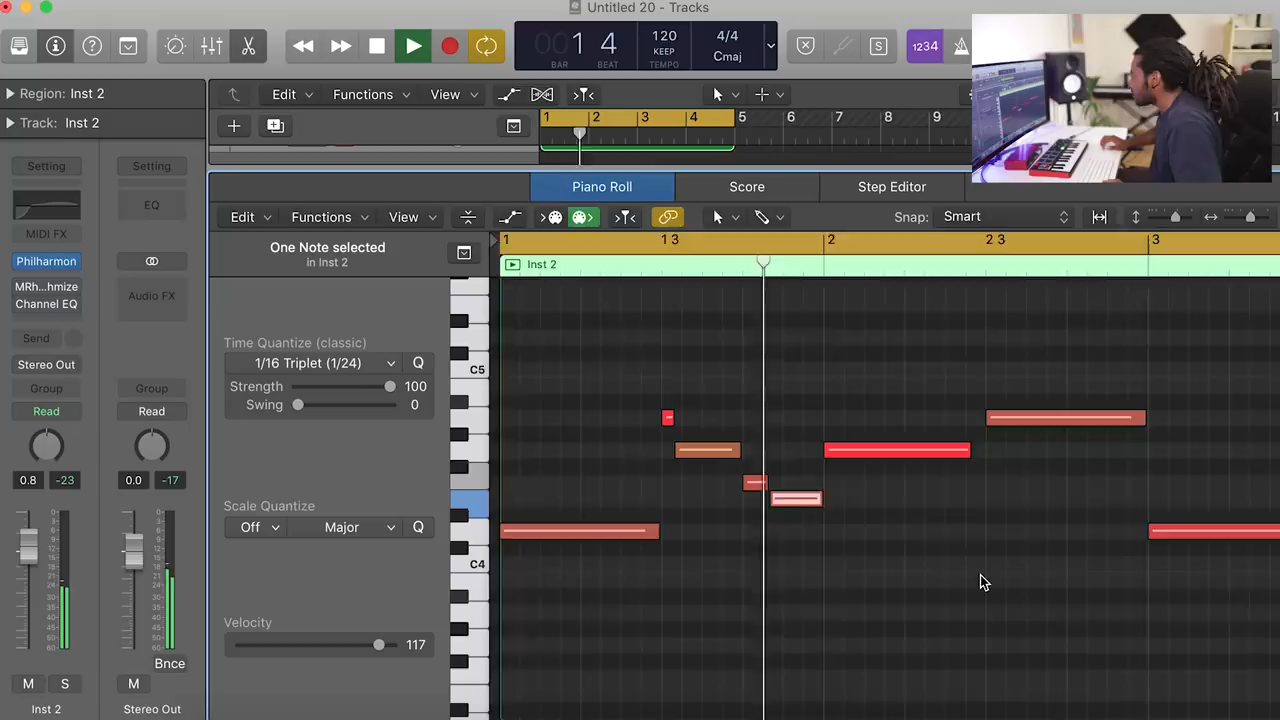 Untitled 20 - Tracks
001 4
BAR BEAT
120
KEEP
TEMPO
4/4
Cmaj
S
1234
Region: Inst 2
Edit Functions View
Track: Inst 2
1 2 3 4 5 6 7 8 9
Setting Setting
Piano Roll Score Step Editor
EQ
Edit Functions View Snap: Smart
MIDI FX
One Note selected
in Inst 2
1 1 3 2 2 3 3
Inst 2
Philharmon
MRh...hmize
Channel EQ
Audio FX
Send
Time Quantize (classic)
1/16 Triplet (1/24) Q
Stereo Out
Strength 100
Group Group
Swing 0
Read Read
C5
0.8 -23 0.0 -17
Scale Quantize
Off Major Q
C4
Velocity
117
Bnce
M S M
Inst 2 Stereo Out